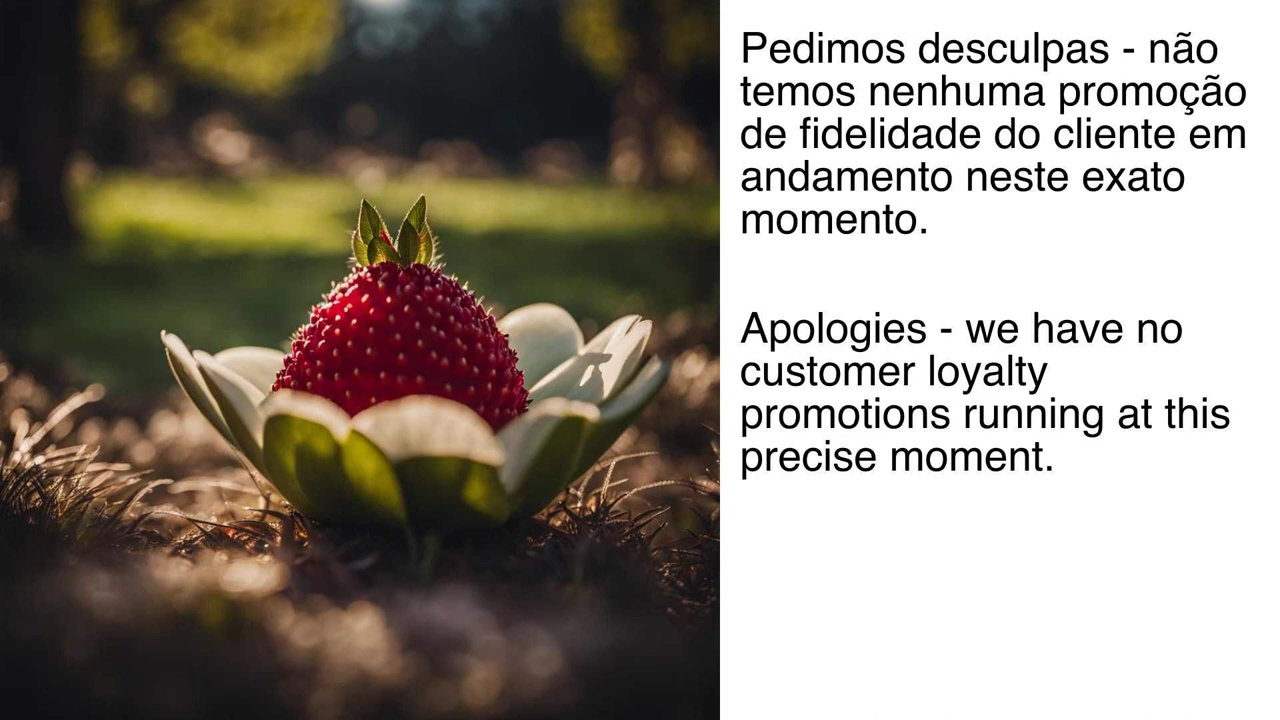 Pedimos desculpas - não
temos nenhuma promoção
de fidelidade do cliente em
andamento neste exato
momento.
Apologies - we have no
customer loyalty
promotions running at this
precise moment.